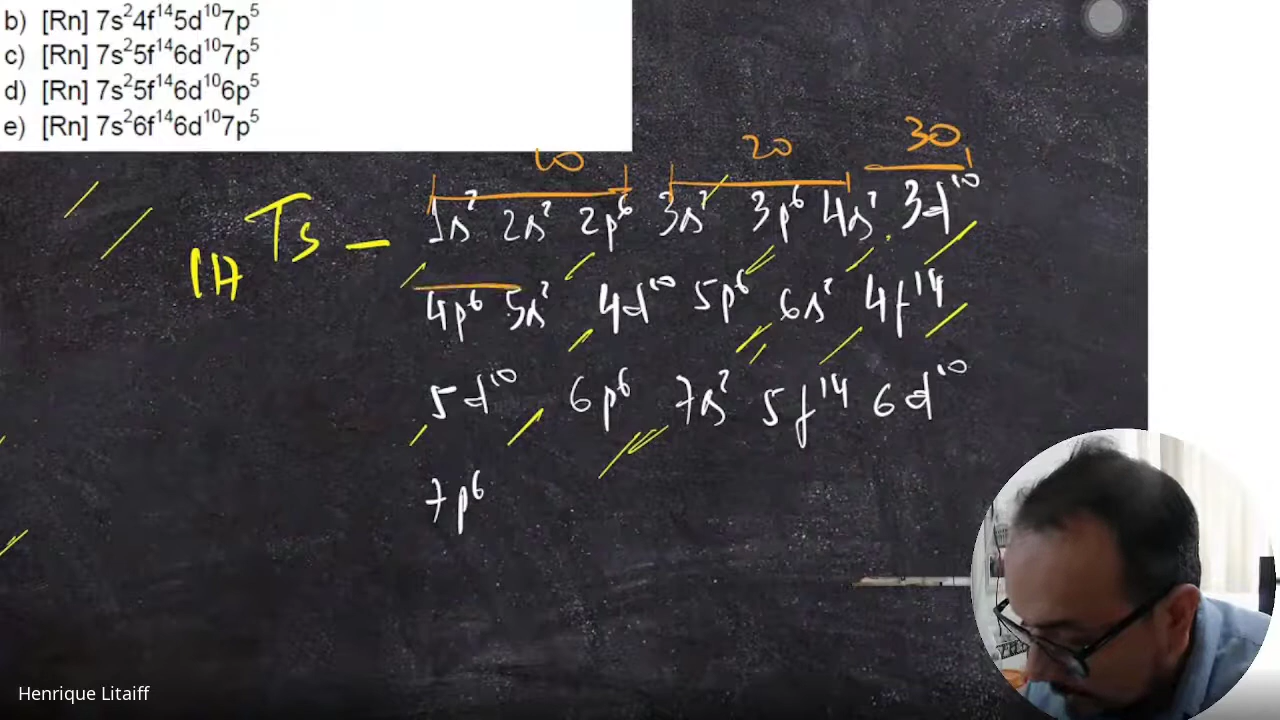 b) [Rn] 7s²4f¹⁴5d¹⁰7p⁵
c) [Rn] 7s²5f¹⁴6d¹⁰7p⁵
d) [Rn] 7s²5f¹⁴6d¹⁰6p⁵
e) [Rn] 7s²6f¹⁴6d¹⁰7p⁵
10 20 30
Ts – 1s² 2s² 2p⁶ 3s² 3p⁶ 4s² 3d¹⁰
4p⁶ 5s² 4d¹⁰ 5p⁶ 6s² 4f¹⁴
5d¹⁰ 6p⁶ 7s² 5f¹⁴ 6d¹⁰
7p⁶
Henrique Litaiff